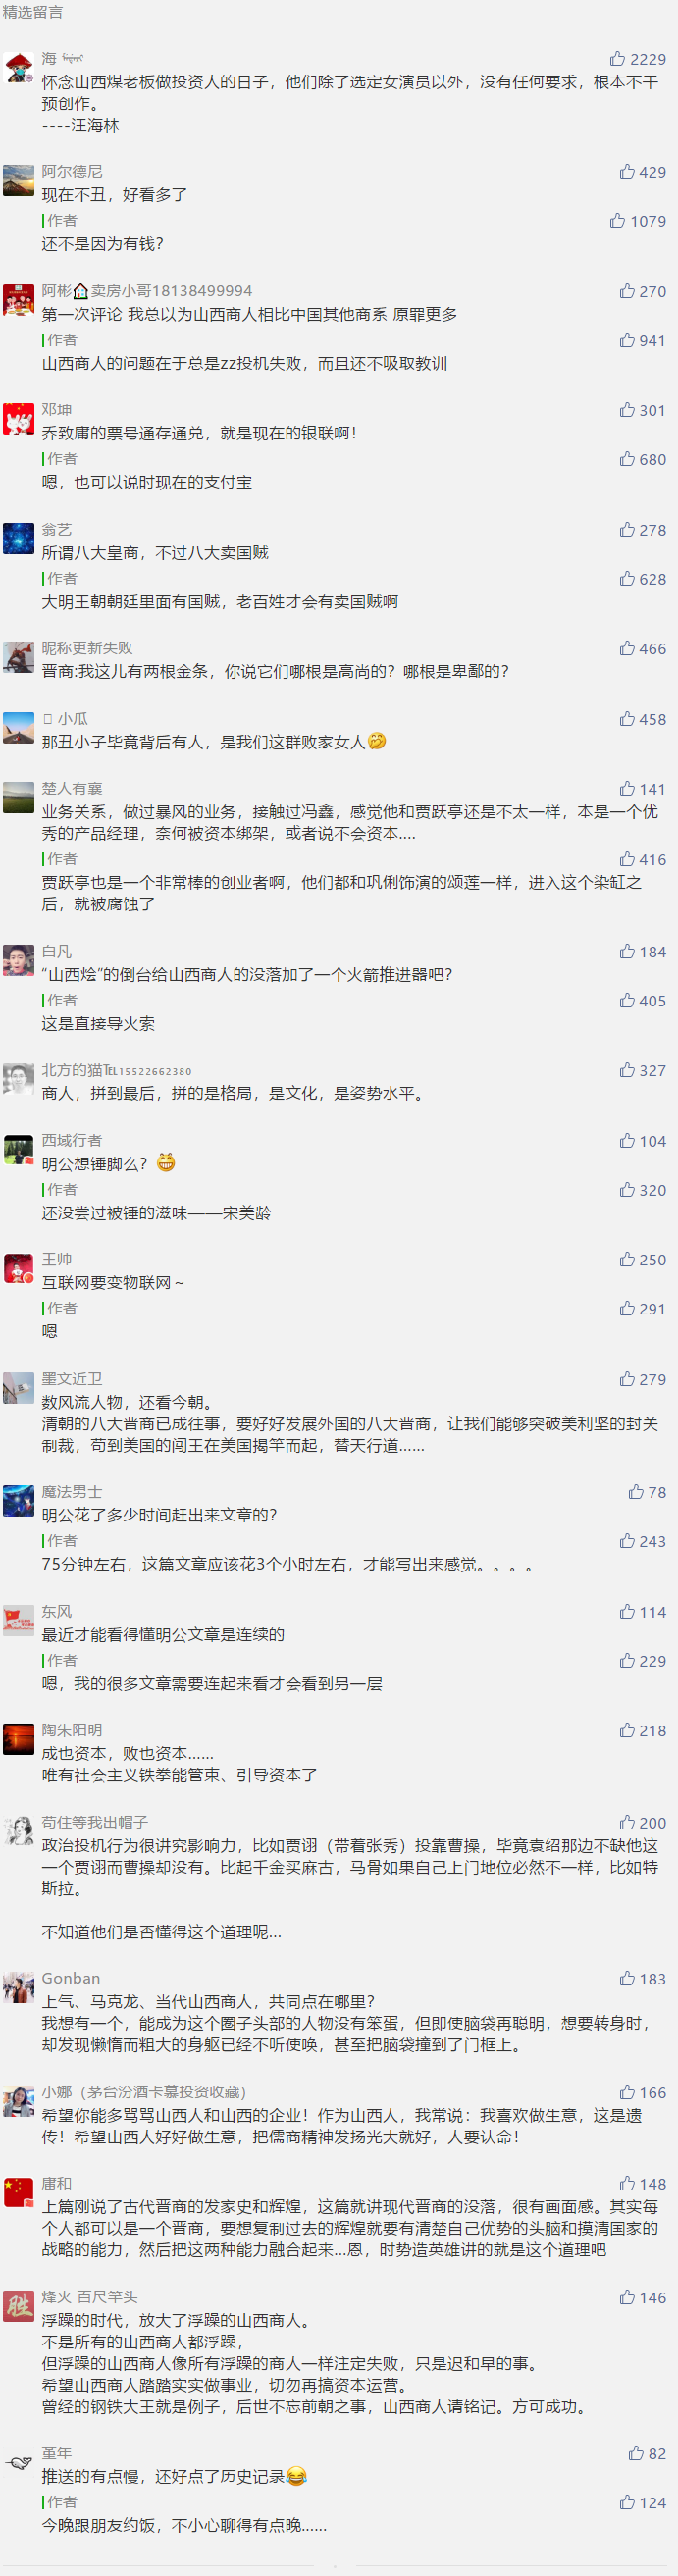 精选留言
海
2229
怀念山西煤老板做投资人的日子，他们除了选定女演员以外，没有任何要求，根本不干
预创作。
----汪海林
阿尔德尼
429
现在不丑，好看多了
作者
1079
还不是因为有钱？
阿彬🏠卖房小哥18138499994
270
第一次评论 我总以为山西商人相比中国其他商系 原罪更多
作者
941
山西商人的问题在于总是zz投机失败，而且还不吸取教训
邓坤
301
乔致庸的票号通存通兑，就是现在的银联啊！
作者
680
嗯，也可以说时现在的支付宝
翁艺
278
所谓八大皇商，不过八大卖国贼
作者
628
大明王朝朝廷里面有国贼，老百姓才会有卖国贼啊
昵称更新失败
466
晋商:我这儿有两根金条，你说它们哪根是高尚的？哪根是卑鄙的？
小瓜
458
那丑小子毕竟背后有人，是我们这群败家女人🤭
楚人有襄
141
业务关系，做过暴风的业务，接触过冯鑫，感觉他和贾跃亭还是不太一样，本是一个优
秀的产品经理，奈何被资本绑架，或者说不会资本....
作者
416
贾跃亭也是一个非常棒的创业者啊，他们都和巩俐饰演的颂莲一样，进入这个染缸之
后，就被腐蚀了
白凡
184
“山西烩”的倒台给山西商人的没落加了一个火箭推进器吧？
作者
405
这是直接导火索
北方的猫℡15522662380
327
商人，拼到最后，拼的是格局，是文化，是姿势水平。
西域行者
104
明公想锤脚么？😁
作者
320
还没尝过被锤的滋味——宋美龄
王帅
250
互联网要变物联网～
作者
291
嗯
墨文近卫
279
数风流人物，还看今朝。
清朝的八大晋商已成往事，要好好发展外国的八大晋商，让我们能够突破美利坚的封关
制裁，苟到美国的闯王在美国揭竿而起，替天行道......
魔法男士
78
明公花了多少时间赶出来文章的？
作者
243
75分钟左右，这篇文章应该花3个小时左右，才能写出来感觉。。。。
东风
114
最近才能看得懂明公文章是连续的
作者
229
嗯，我的很多文章需要连起来看才会看到另一层
陶朱阳明
218
成也资本，败也资本......
唯有社会主义铁拳能管束、引导资本了
苟住等我出帽子
200
政治投机行为很讲究影响力，比如贾诩（带着张秀）投靠曹操，毕竟袁绍那边不缺他这
一个贾诩而曹操却没有。比起千金买麻古，马骨如果自己上门地位必然不一样，比如特
斯拉。
不知道他们是否懂得这个道理呢...
Gonban
183
上气、马克龙、当代山西商人，共同点在哪里？
我想有一个，能成为这个圈子头部的人物没有笨蛋，但即使脑袋再聪明，想要转身时，
却发现懒惰而粗大的身躯已经不听使唤，甚至把脑袋撞到了门框上。
小娜（茅台汾酒卡慕投资收藏）
166
希望你能多骂骂山西人和山西的企业！作为山西人，我常说：我喜欢做生意，这是遗
传！希望山西人好好做生意，把儒商精神发扬光大就好，人要认命！
庸和
148
上篇刚说了古代晋商的发家史和辉煌，这篇就讲现代晋商的没落，很有画面感。其实每
个人都可以是一个晋商，要想复制过去的辉煌就要有清楚自己优势的头脑和摸清国家的
战略的能力，然后把这两种能力融合起来...恩，时势造英雄讲的就是这个道理吧
烽火 百尺竿头
146
浮躁的时代，放大了浮躁的山西商人。
不是所有的山西商人都浮躁，
但浮躁的山西商人像所有浮躁的商人一样注定失败，只是迟和早的事。
希望山西商人踏踏实实做事业，切勿再搞资本运营。
曾经的钢铁大王就是例子，后世不忘前朝之事，山西商人请铭记。方可成功。
堇年
82
推送的有点慢，还好点了历史记录😂
作者
124
今晚跟朋友约饭，不小心聊得有点晚......